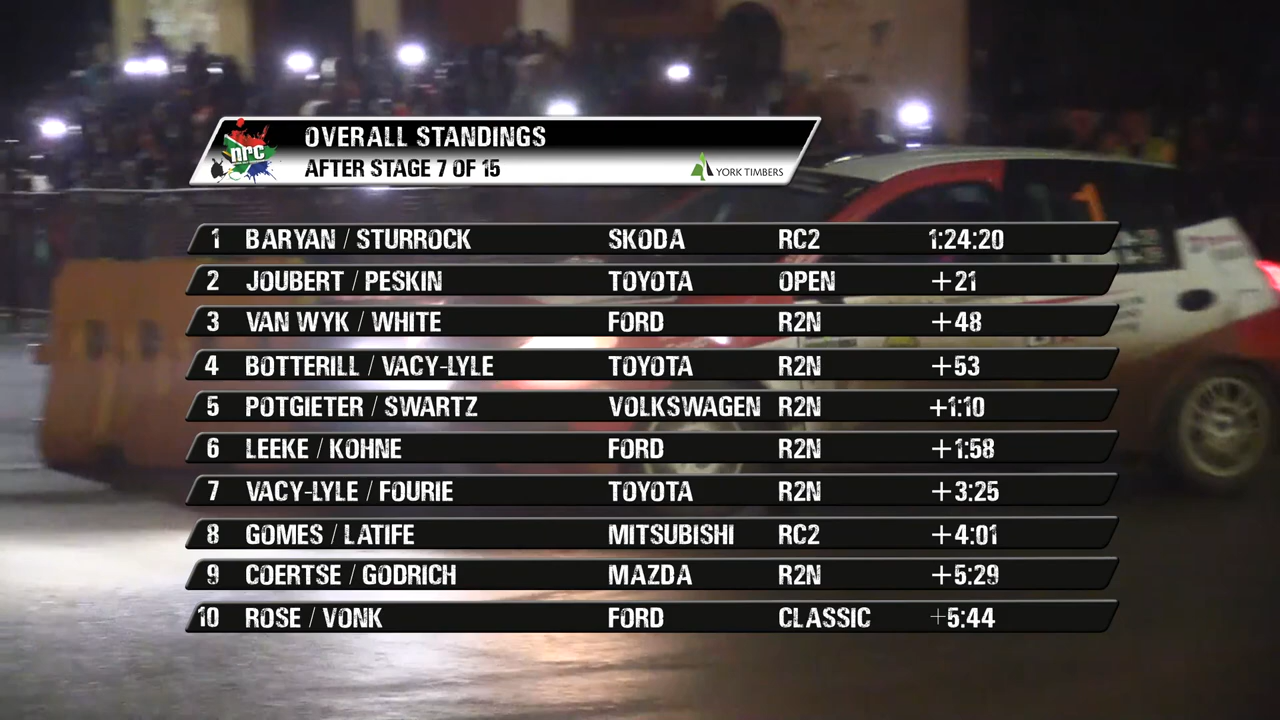 nrc
OVERALL STANDINGS
AFTER STAGE 7 OF 15
YORK TIMBERS
1 BARYAN / STURROCK SKODA RC2 1:24:20
2 JOUBERT / PESKIN TOYOTA OPEN +21
3 VAN WYK / WHITE FORD R2N +48
4 BOTTERILL / VACY-LYLE TOYOTA R2N +53
5 POTGIETER / SWARTZ VOLKSWAGEN R2N +1:10
6 LEEKE / KOHNE FORD R2N +1:58
7 VACY-LYLE / FOURIE TOYOTA R2N +3:25
8 GOMES / LATIFE MITSUBISHI RC2 +4:01
9 COERTSE / GODRICH MAZDA R2N +5:29
10 ROSE / VONK FORD CLASSIC +5:44